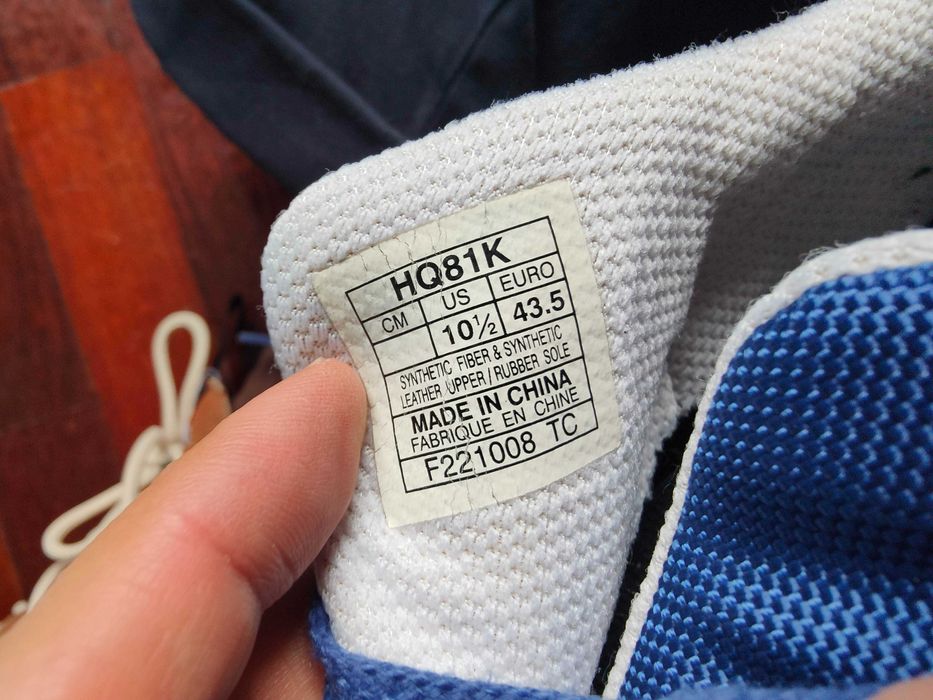 HQ81K
CM US EURO
10½ 43.5
SYNTHETIC FIBER & SYNTHETIC
LEATHER UPPER / RUBBER SOLE
MADE IN CHINA
FABRIQUE EN CHINE
F221008 TC